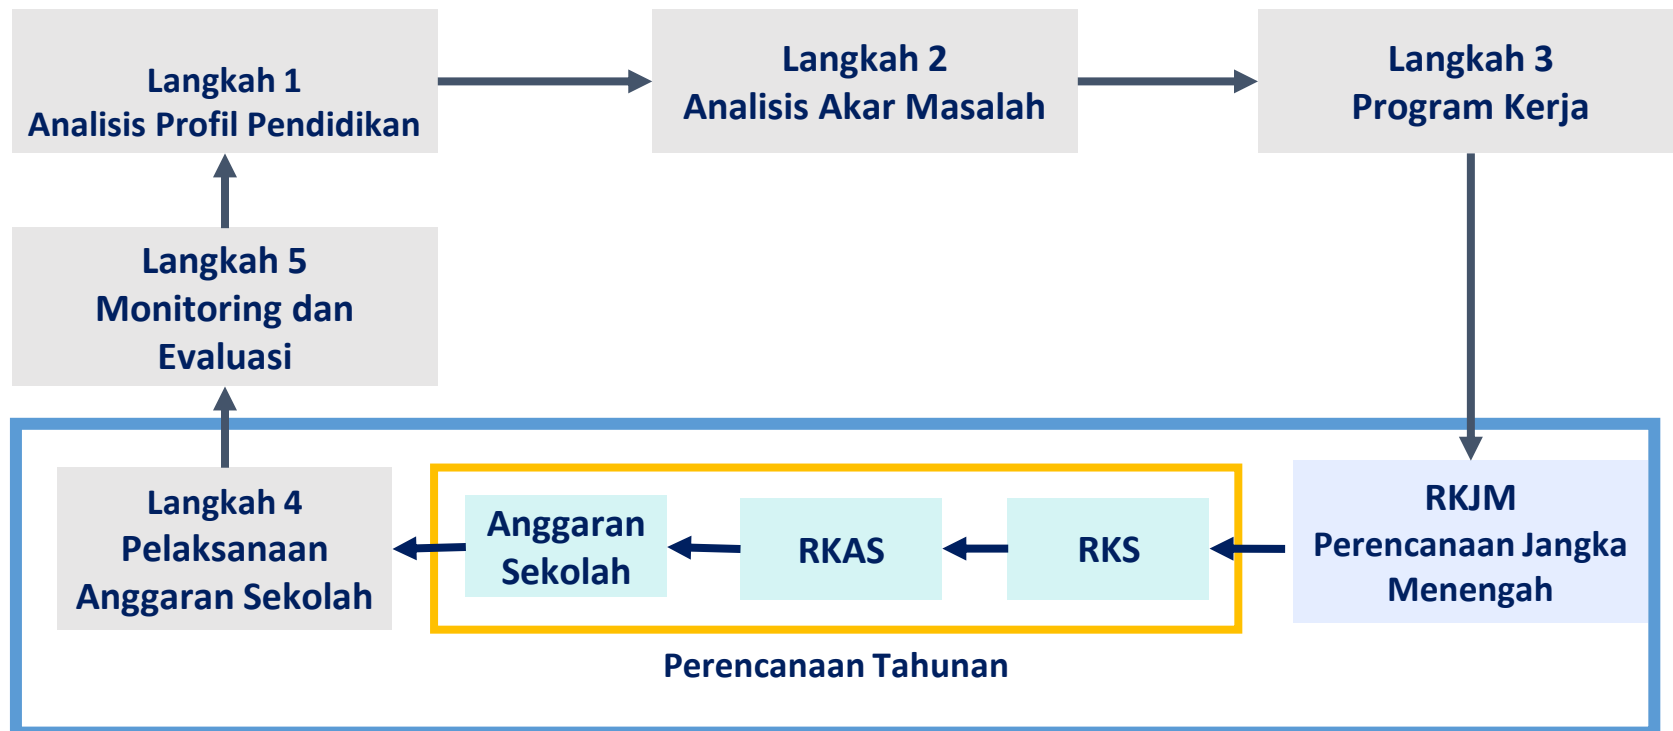 Langkah 1
Analisis Profil Pendidikan
Langkah 2
Analisis Akar Masalah
Langkah 3
Program Kerja
Langkah 5
Monitoring dan
Evaluasi
Langkah 4
Pelaksanaan
Anggaran Sekolah
Anggaran
Sekolah
RKAS
RKS
RKJM
Perencanaan Jangka
Menengah
Perencanaan Tahunan